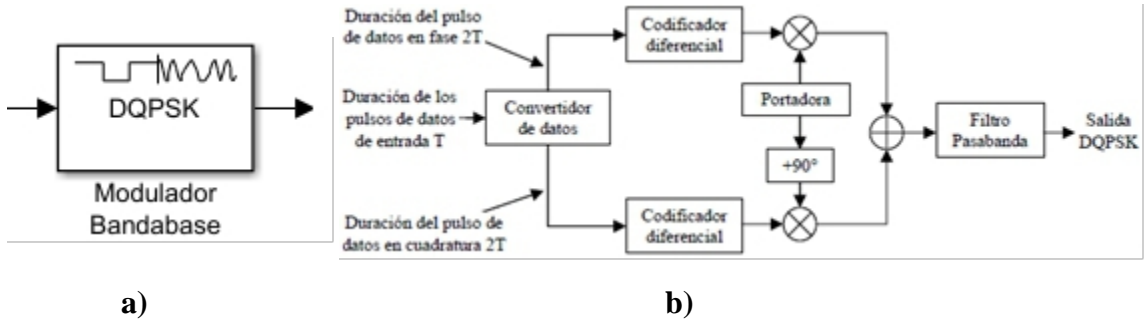 DQPSK
Modulador
Bandabase
Duración del pulso
de datos en fase 2T
Duración de los
pulsos de datos
de entrada T
Duración del pulso de
datos en cuadratura 2T
Convertidor
de datos
Codificador
diferencial
Portadora
+90°
Codificador
diferencial
Filtro
Pasabanda
Salida
DQPSK
a)
b)